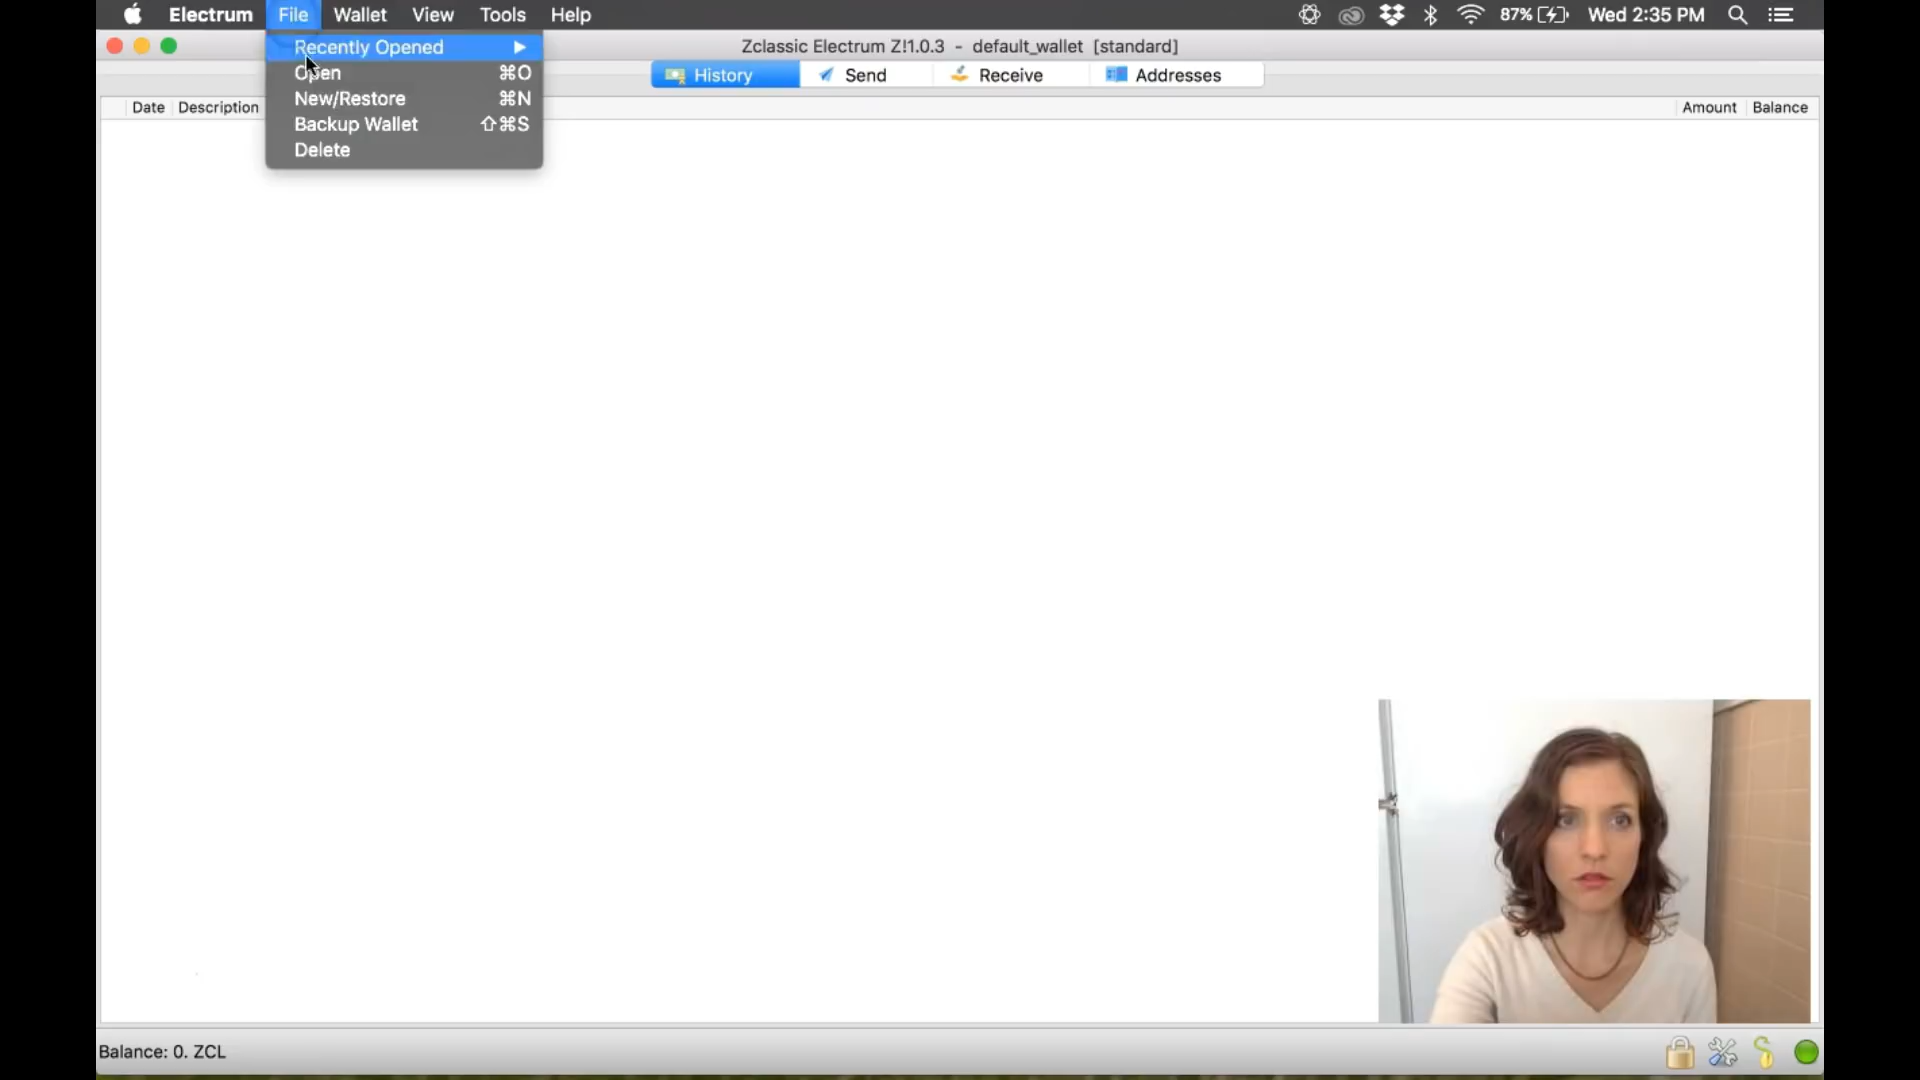 Electrum File Wallet View Tools Help 87% Wed 2:35 PM
Zclassic Electrum Z!1.0.3 - default_wallet [standard]
Recently Opened
Open ⌘O
New/Restore ⌘N
Backup Wallet ⇧⌘S
Delete
History Send Receive Addresses
Date Description Amount Balance
Balance: 0. ZCL